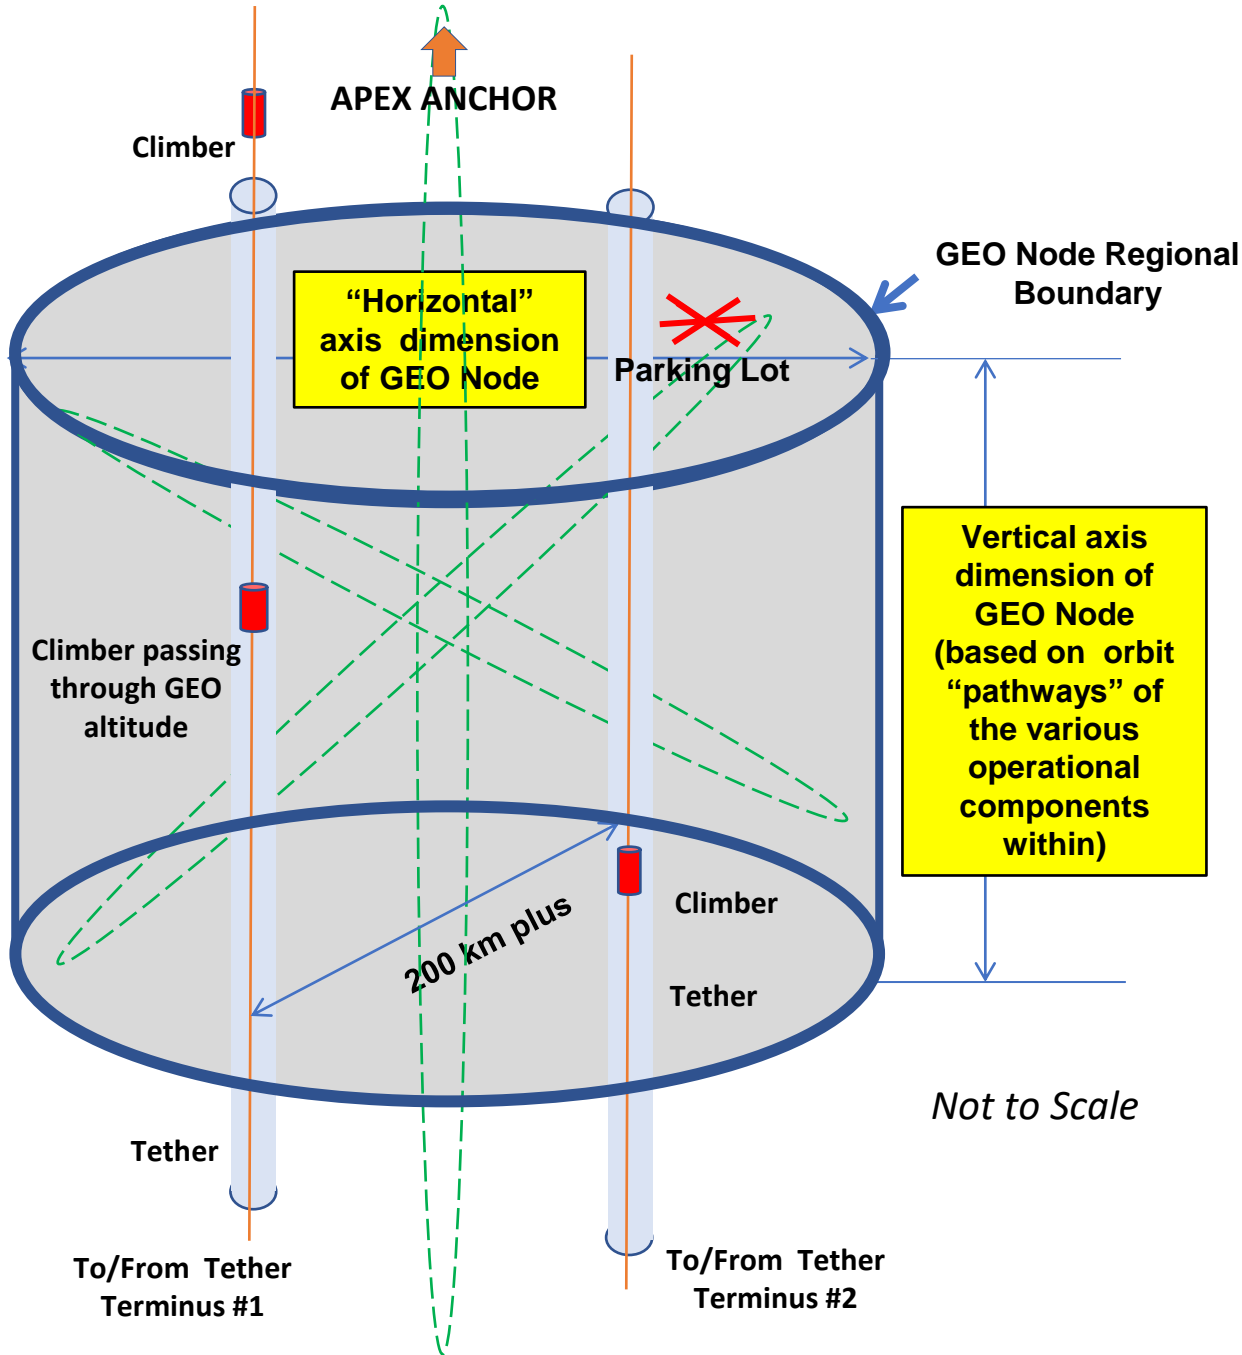 APEX ANCHOR
Climber
GEO Node Regional
Boundary
“Horizontal”
axis dimension
of GEO Node
Parking Lot
Vertical axis
dimension of
GEO Node
(based on orbit
“pathways” of
the various
operational
components
within)
Climber passing
through GEO
altitude
200 km plus
Climber
Tether
Not to Scale
Tether
To/From Tether
Terminus #1
To/From Tether
Terminus #2